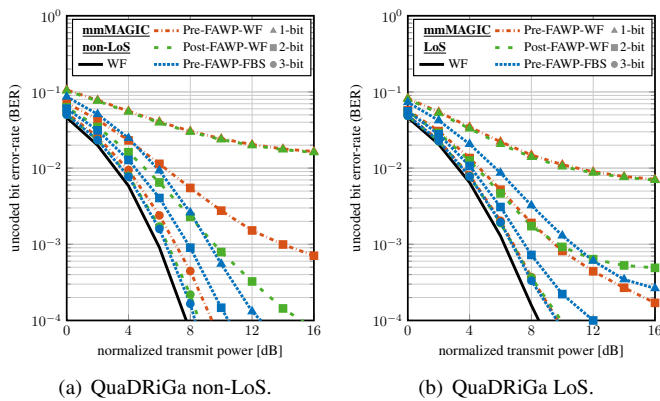 mmMAGIC Pre-FAWP-WF 1-bit
non-LoS Post-FAWP-WF 2-bit
WF Pre-FAWP-FBS 3-bit
uncoded bit error-rate (BER)
10^0
10^−1
10^−2
10^−3
10^−4
0 4 8 12 16
normalized transmit power [dB]
(a) QuaDRiGa non-LoS.
mmMAGIC Pre-FAWP-WF 1-bit
LoS Post-FAWP-WF 2-bit
WF Pre-FAWP-FBS 3-bit
uncoded bit error-rate (BER)
10^0
10^−1
10^−2
10^−3
10^−4
0 4 8 12 16
normalized transmit power [dB]
(b) QuaDRiGa LoS.